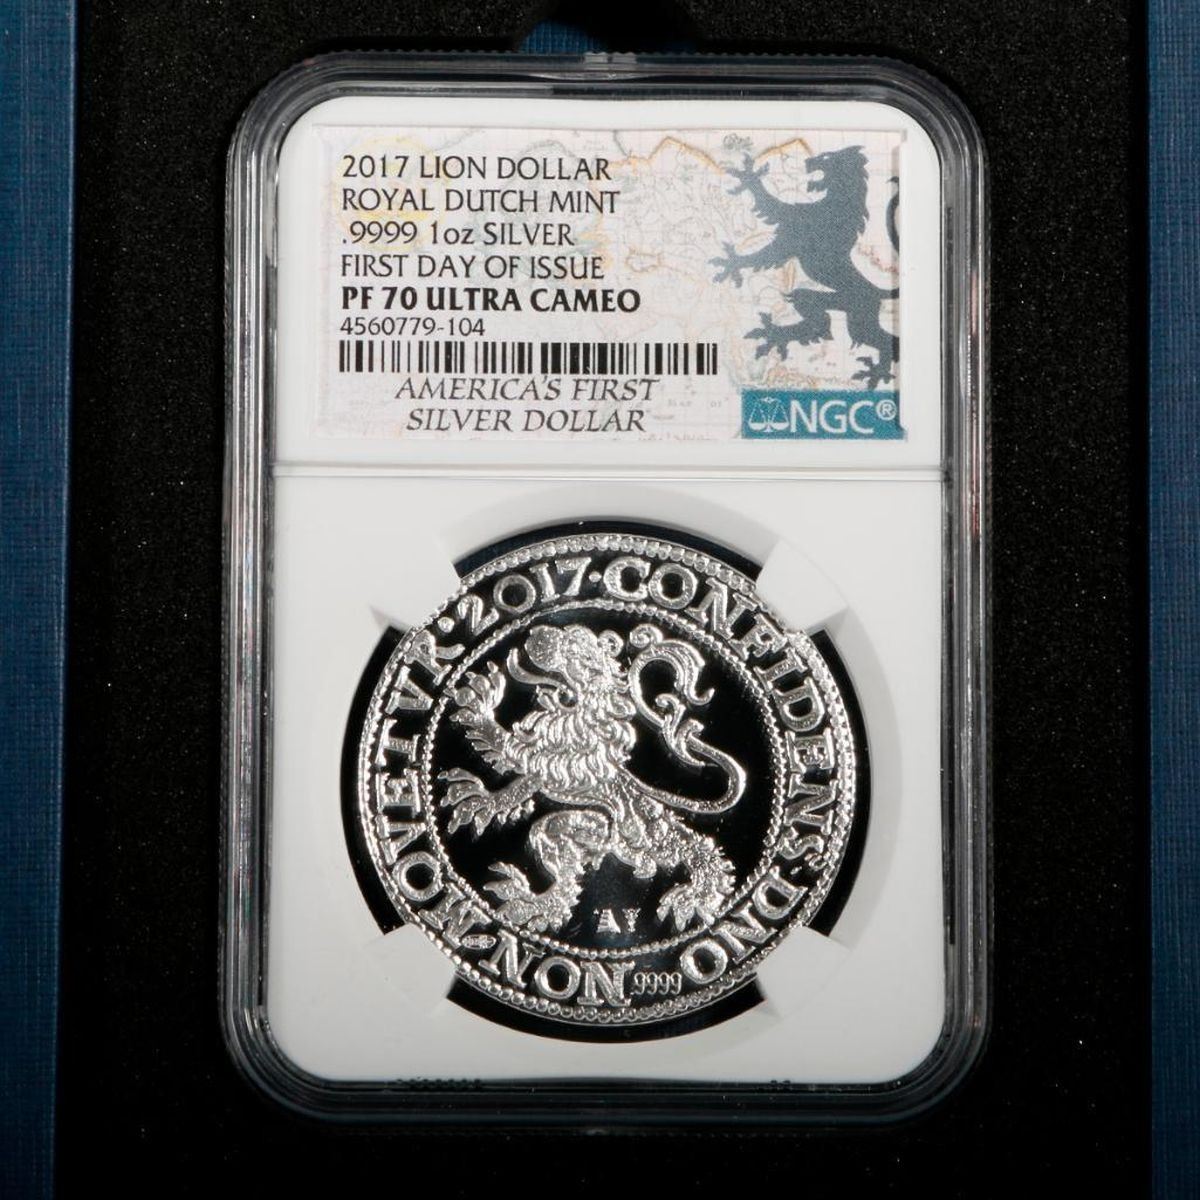 2017 LION DOLLAR
ROYAL DUTCH MINT
.9999 1oz SILVER
FIRST DAY OF ISSUE
PF 70 ULTRA CAMEO
4560779-104
AMERICA'S FIRST
SILVER DOLLAR
NGC®
CONFIDENS·DNO
.9999
NON·MOVETVR·2017·